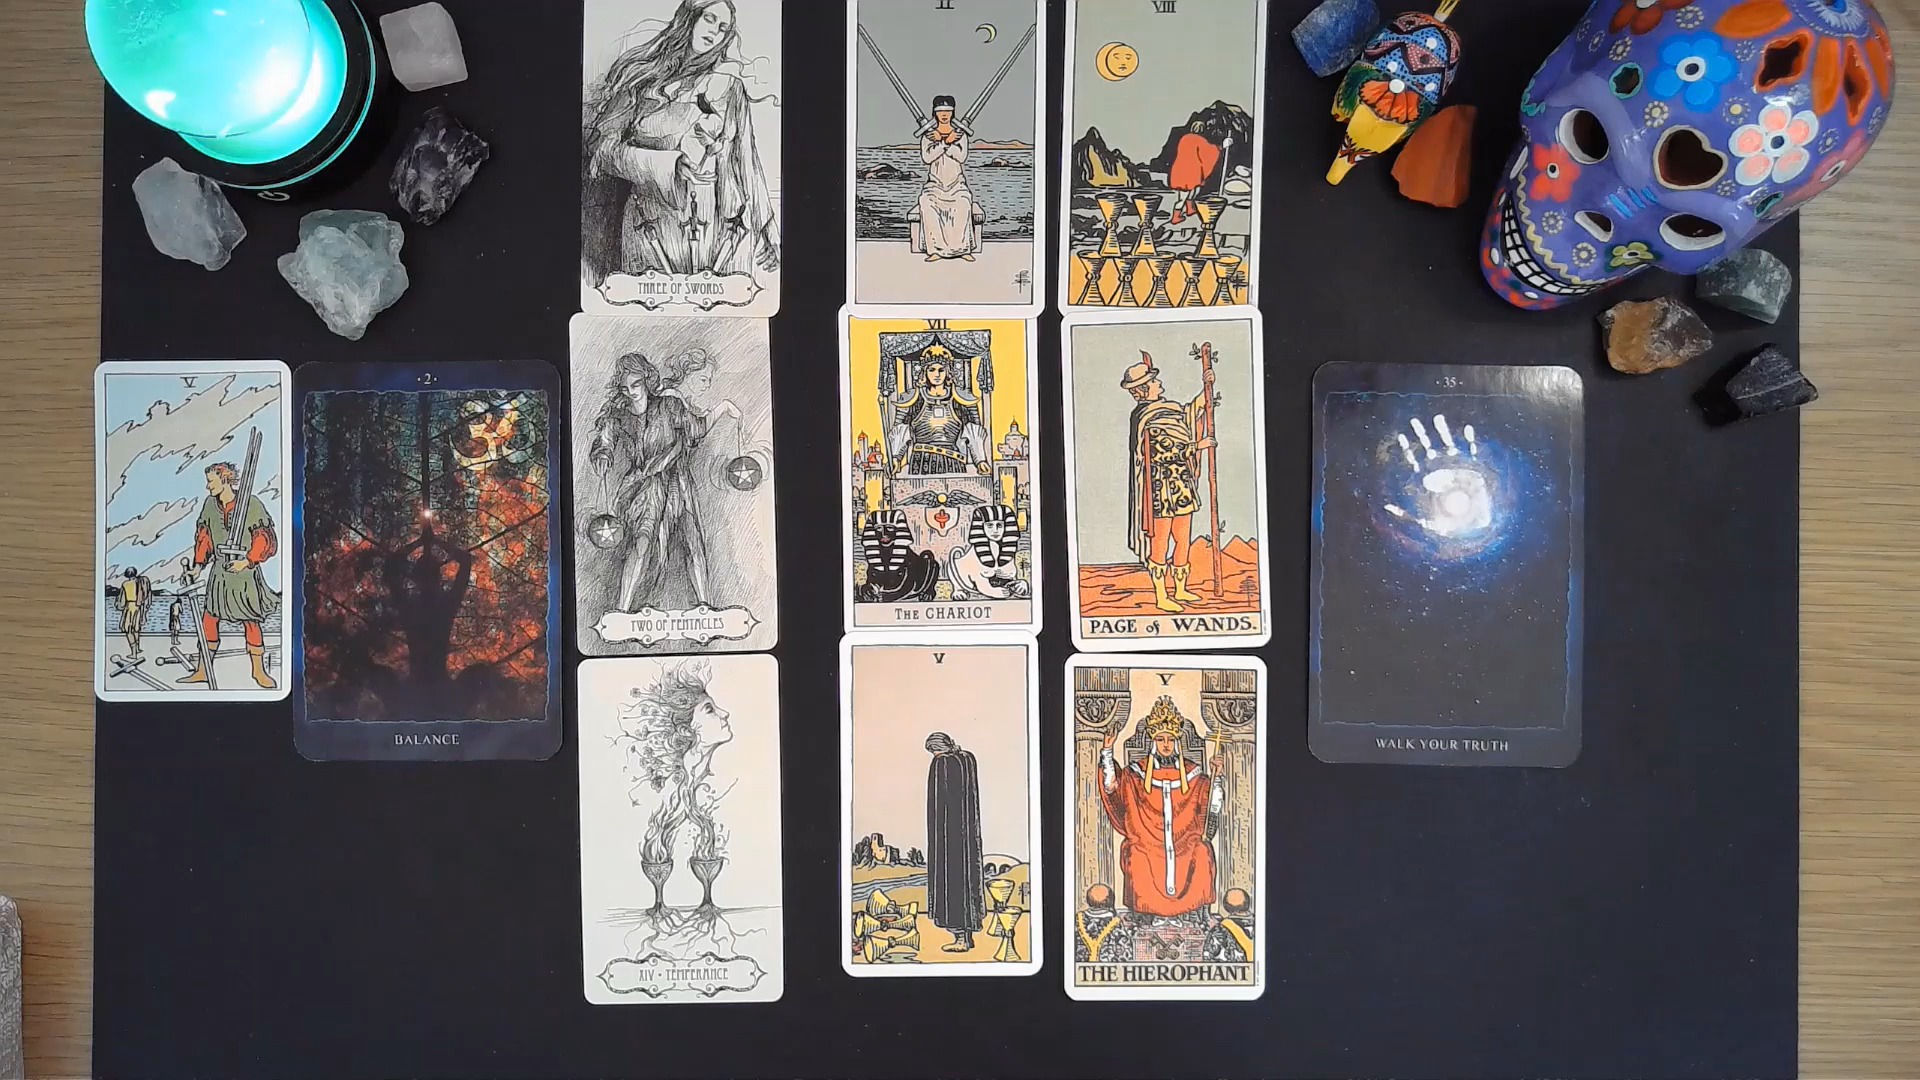 II
VIII
THREE OF SWORDS
V
· 2 ·
VII
· 35 ·
THE CHARIOT
TWO OF PENTACLES
PAGE of WANDS.
V
V
BALANCE
WALK YOUR TRUTH
XIV · TEMPERANCE
THE HIEROPHANT